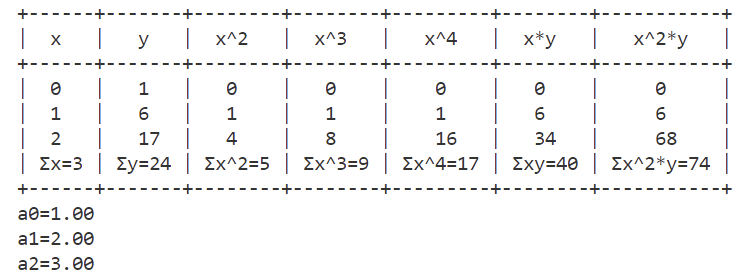 +------+-------+-------+-------+--------+--------+-----------+
| x | y | x^2 | x^3 | x^4 | x*y | x^2*y |
+------+-------+-------+-------+--------+--------+-----------+
| 0 | 1 | 0 | 0 | 0 | 0 | 0 |
| 1 | 6 | 1 | 1 | 1 | 6 | 6 |
| 2 | 17 | 4 | 8 | 16 | 34 | 68 |
| Σx=3 | Σy=24 | Σx^2=5 | Σx^3=9 | Σx^4=17 | Σxy=40 | Σx^2*y=74 |
+------+-------+-------+-------+--------+--------+-----------+
a0=1.00
a1=2.00
a2=3.00